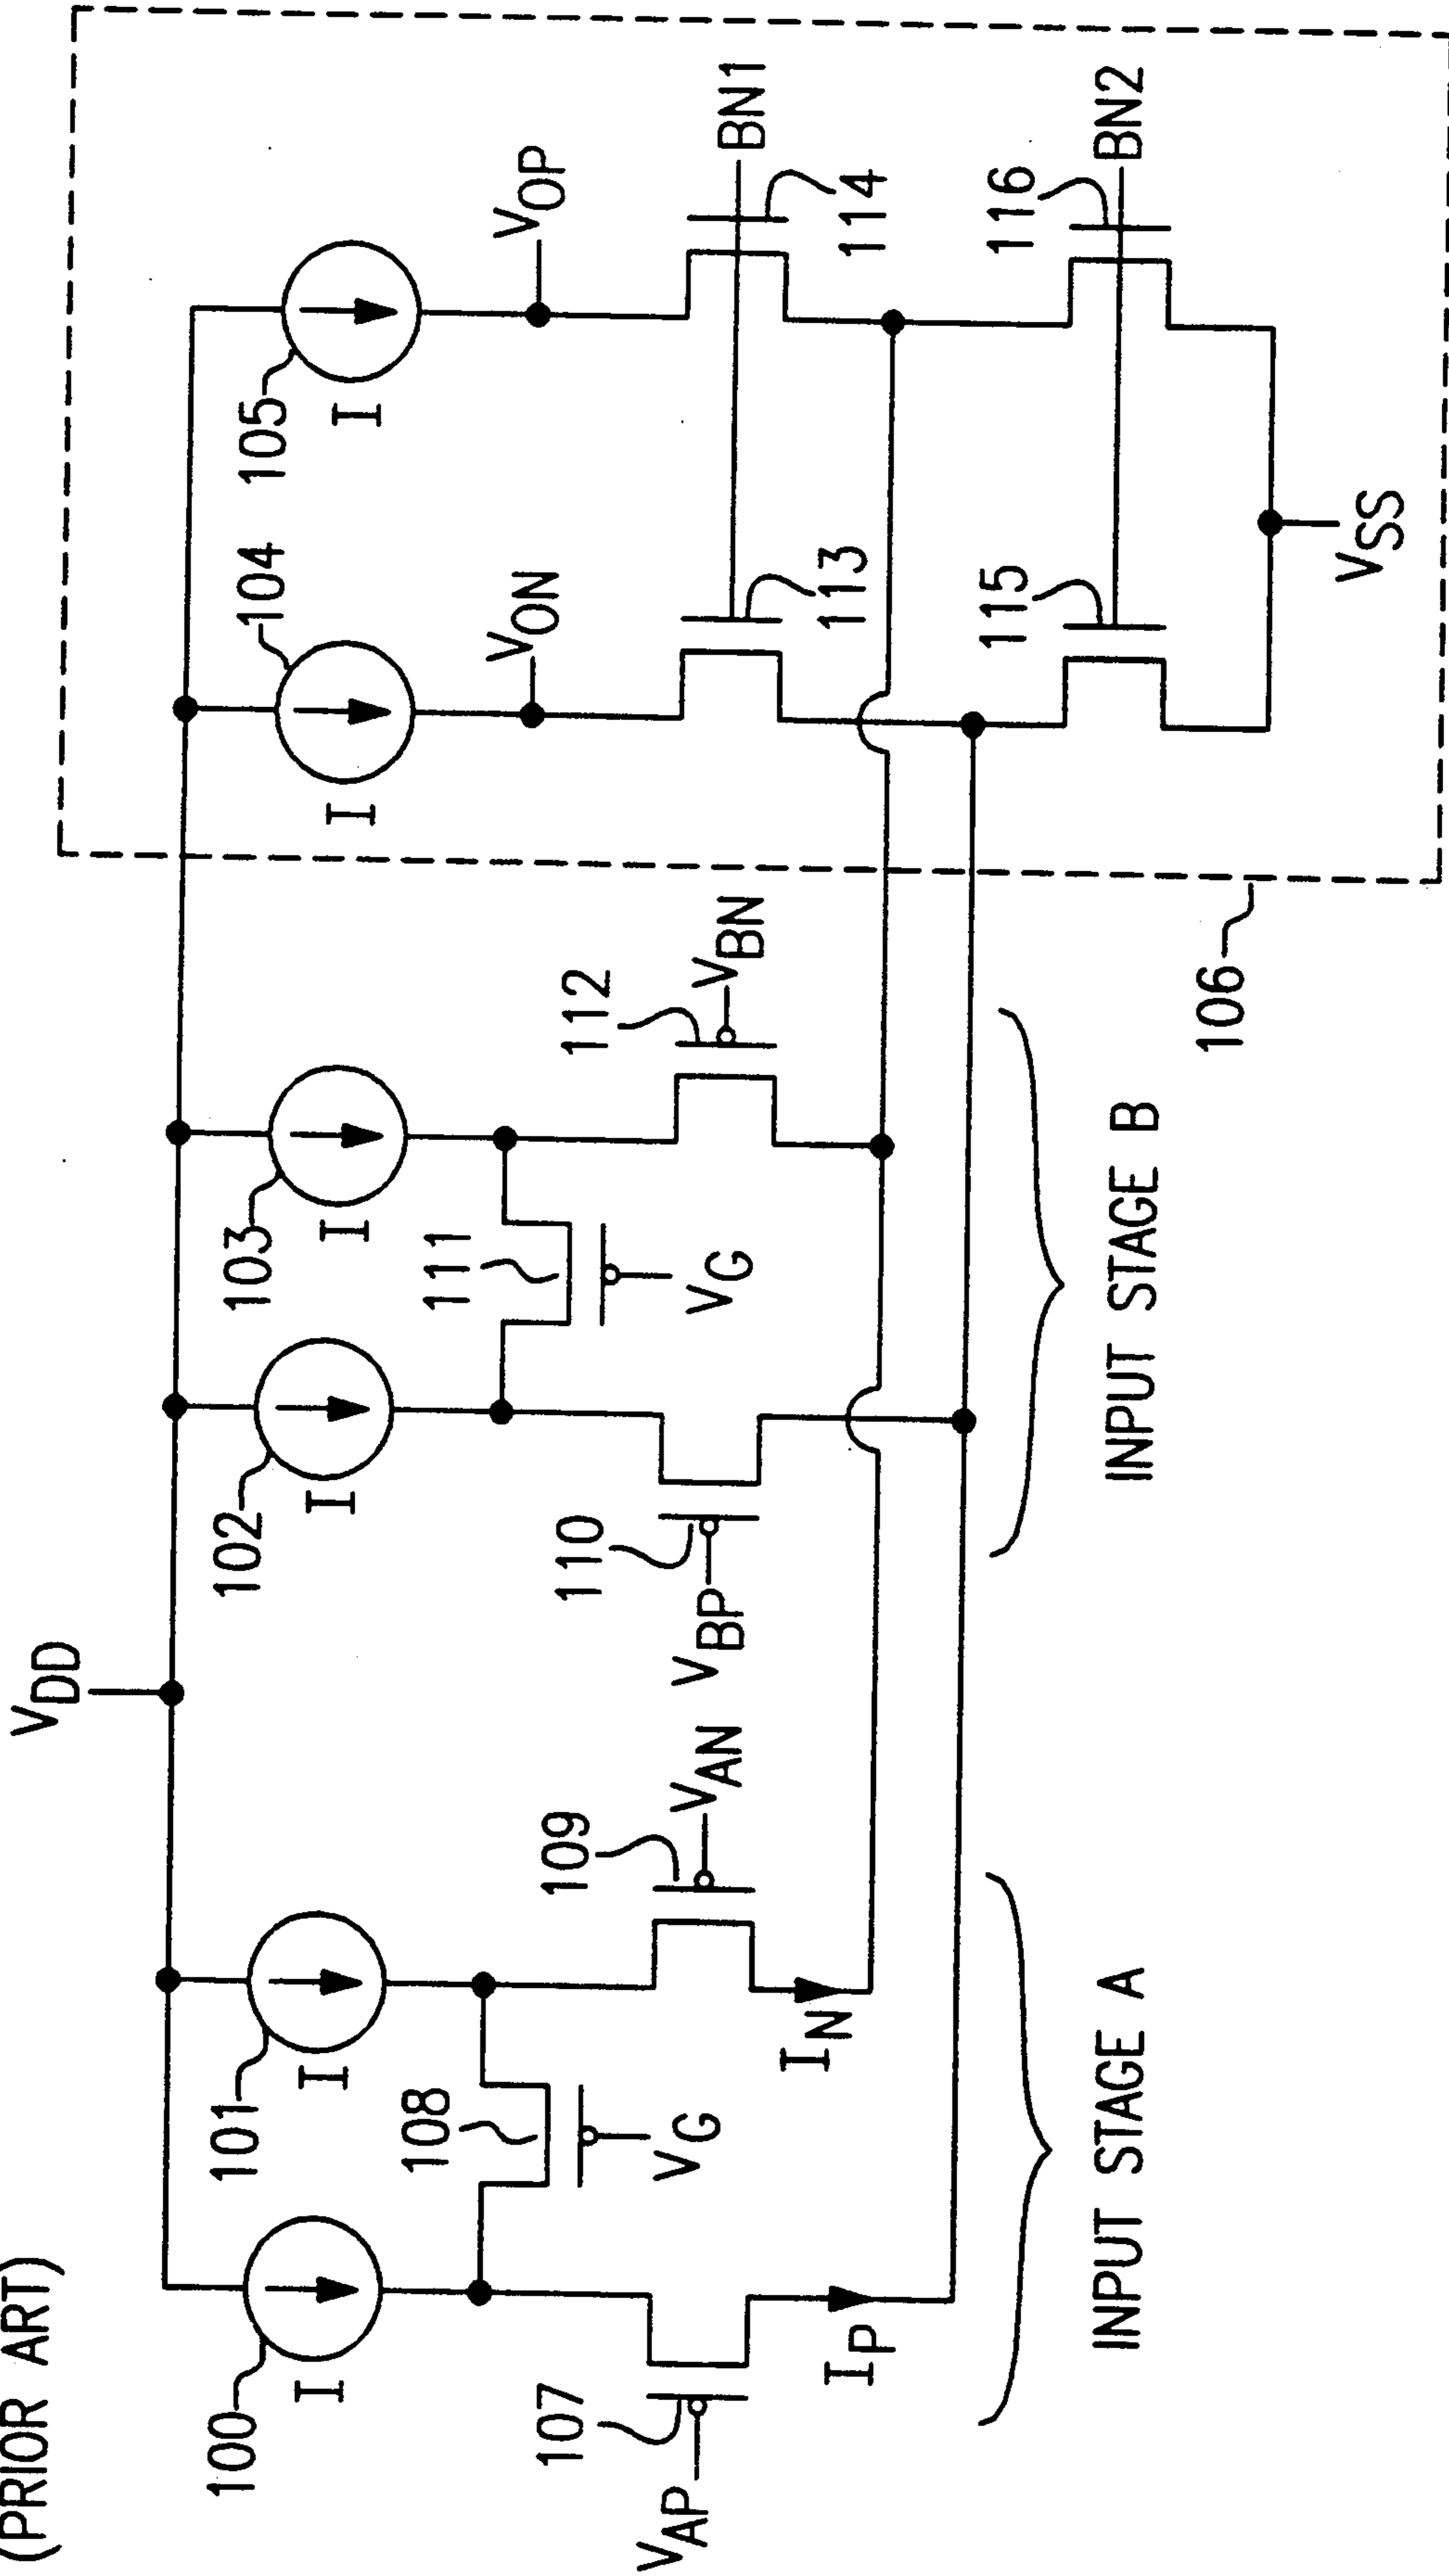 (PRIOR ART)
V_DD
100
I
101
I
102
I
103
I
104
I
105
I
V_ON
V_OP
108
V_G
111
V_G
V_AP
107
109
V_AN
V_BP
110
112
V_BN
BN1
113
114
I_P
I_N
115
116
BN2
V_SS
106
INPUT STAGE A
INPUT STAGE B